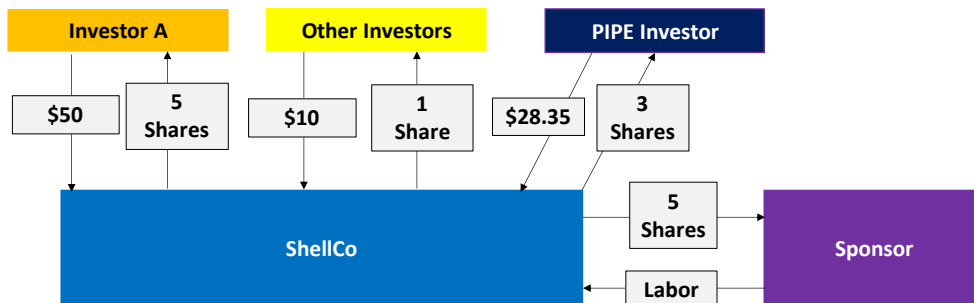 Investor A
Other Investors
PIPE Investor
$50
5
Shares
$10
1
Share
$28.35
3
Shares
ShellCo
5
Shares
Sponsor
Labor